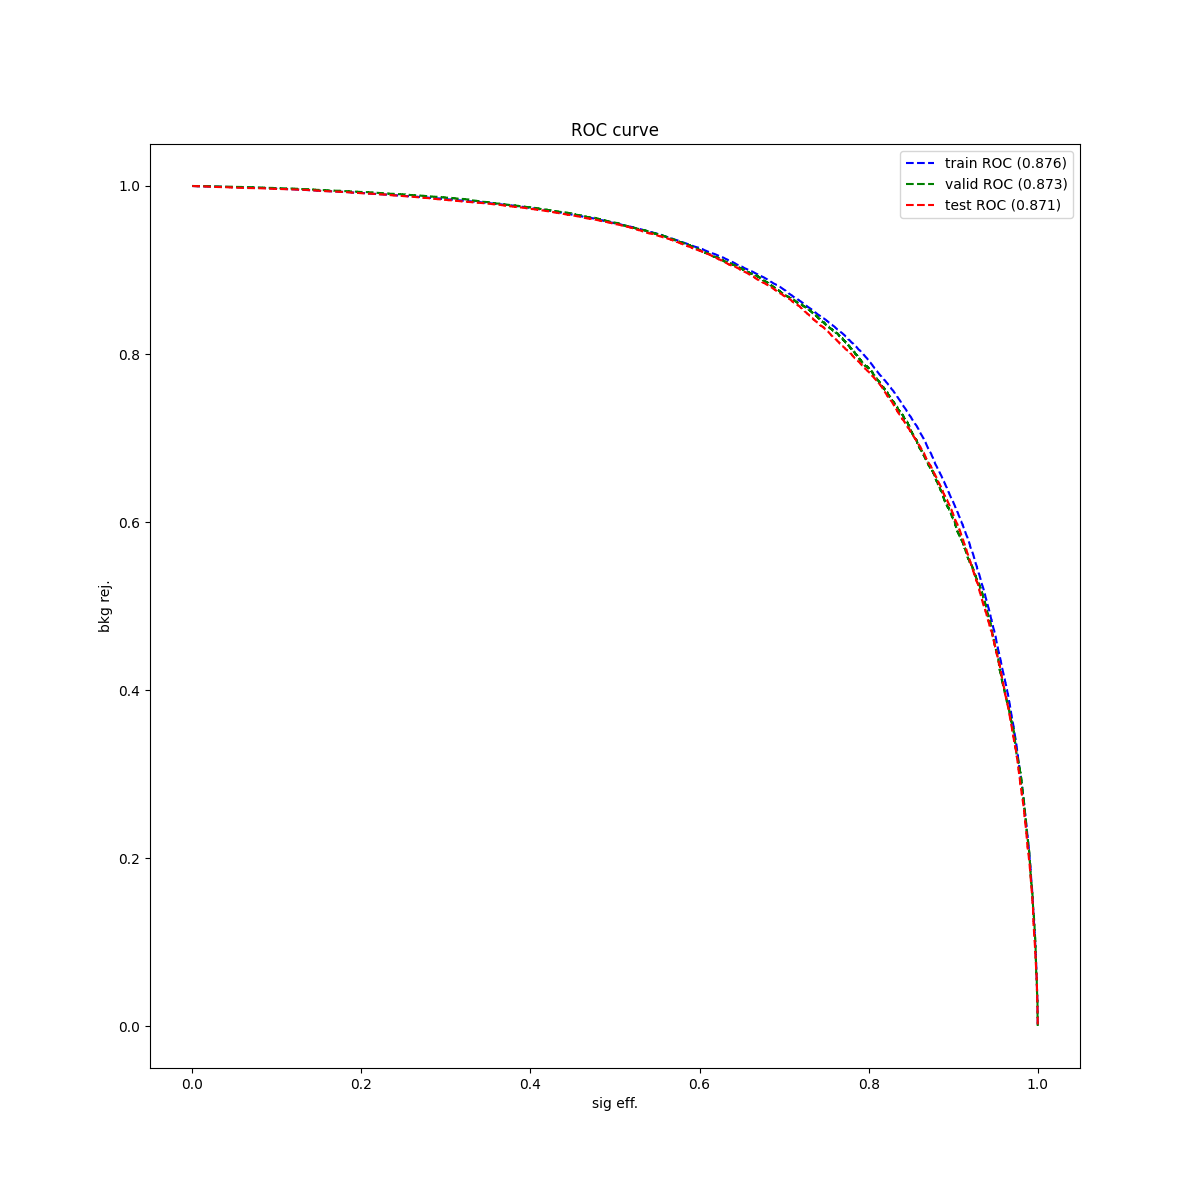 ROC curve
train ROC (0.876)
valid ROC (0.873)
test ROC (0.871)
1.0
0.8
0.6
0.4
0.2
0.0
bkg rej.
0.0 0.2 0.4 0.6 0.8 1.0
sig eff.